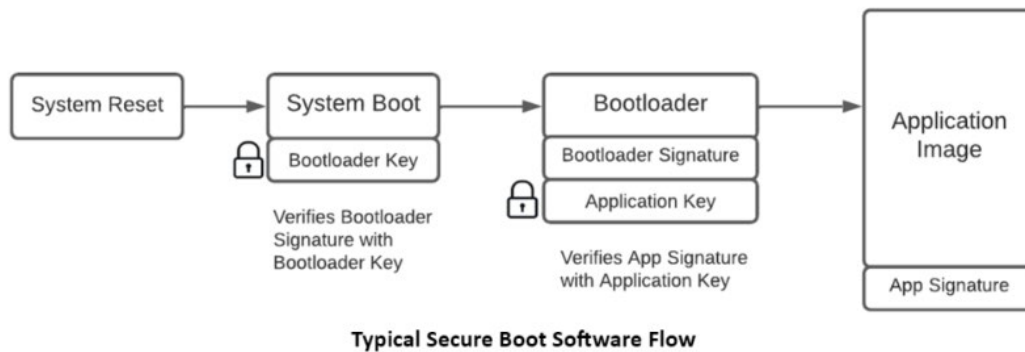 System Reset
System Boot
Bootloader Key
Verifies Bootloader
Signature with
Bootloader Key
Bootloader
Bootloader Signature
Application Key
Verifies App Signature
with Application Key
Application
Image
App Signature
Typical Secure Boot Software Flow